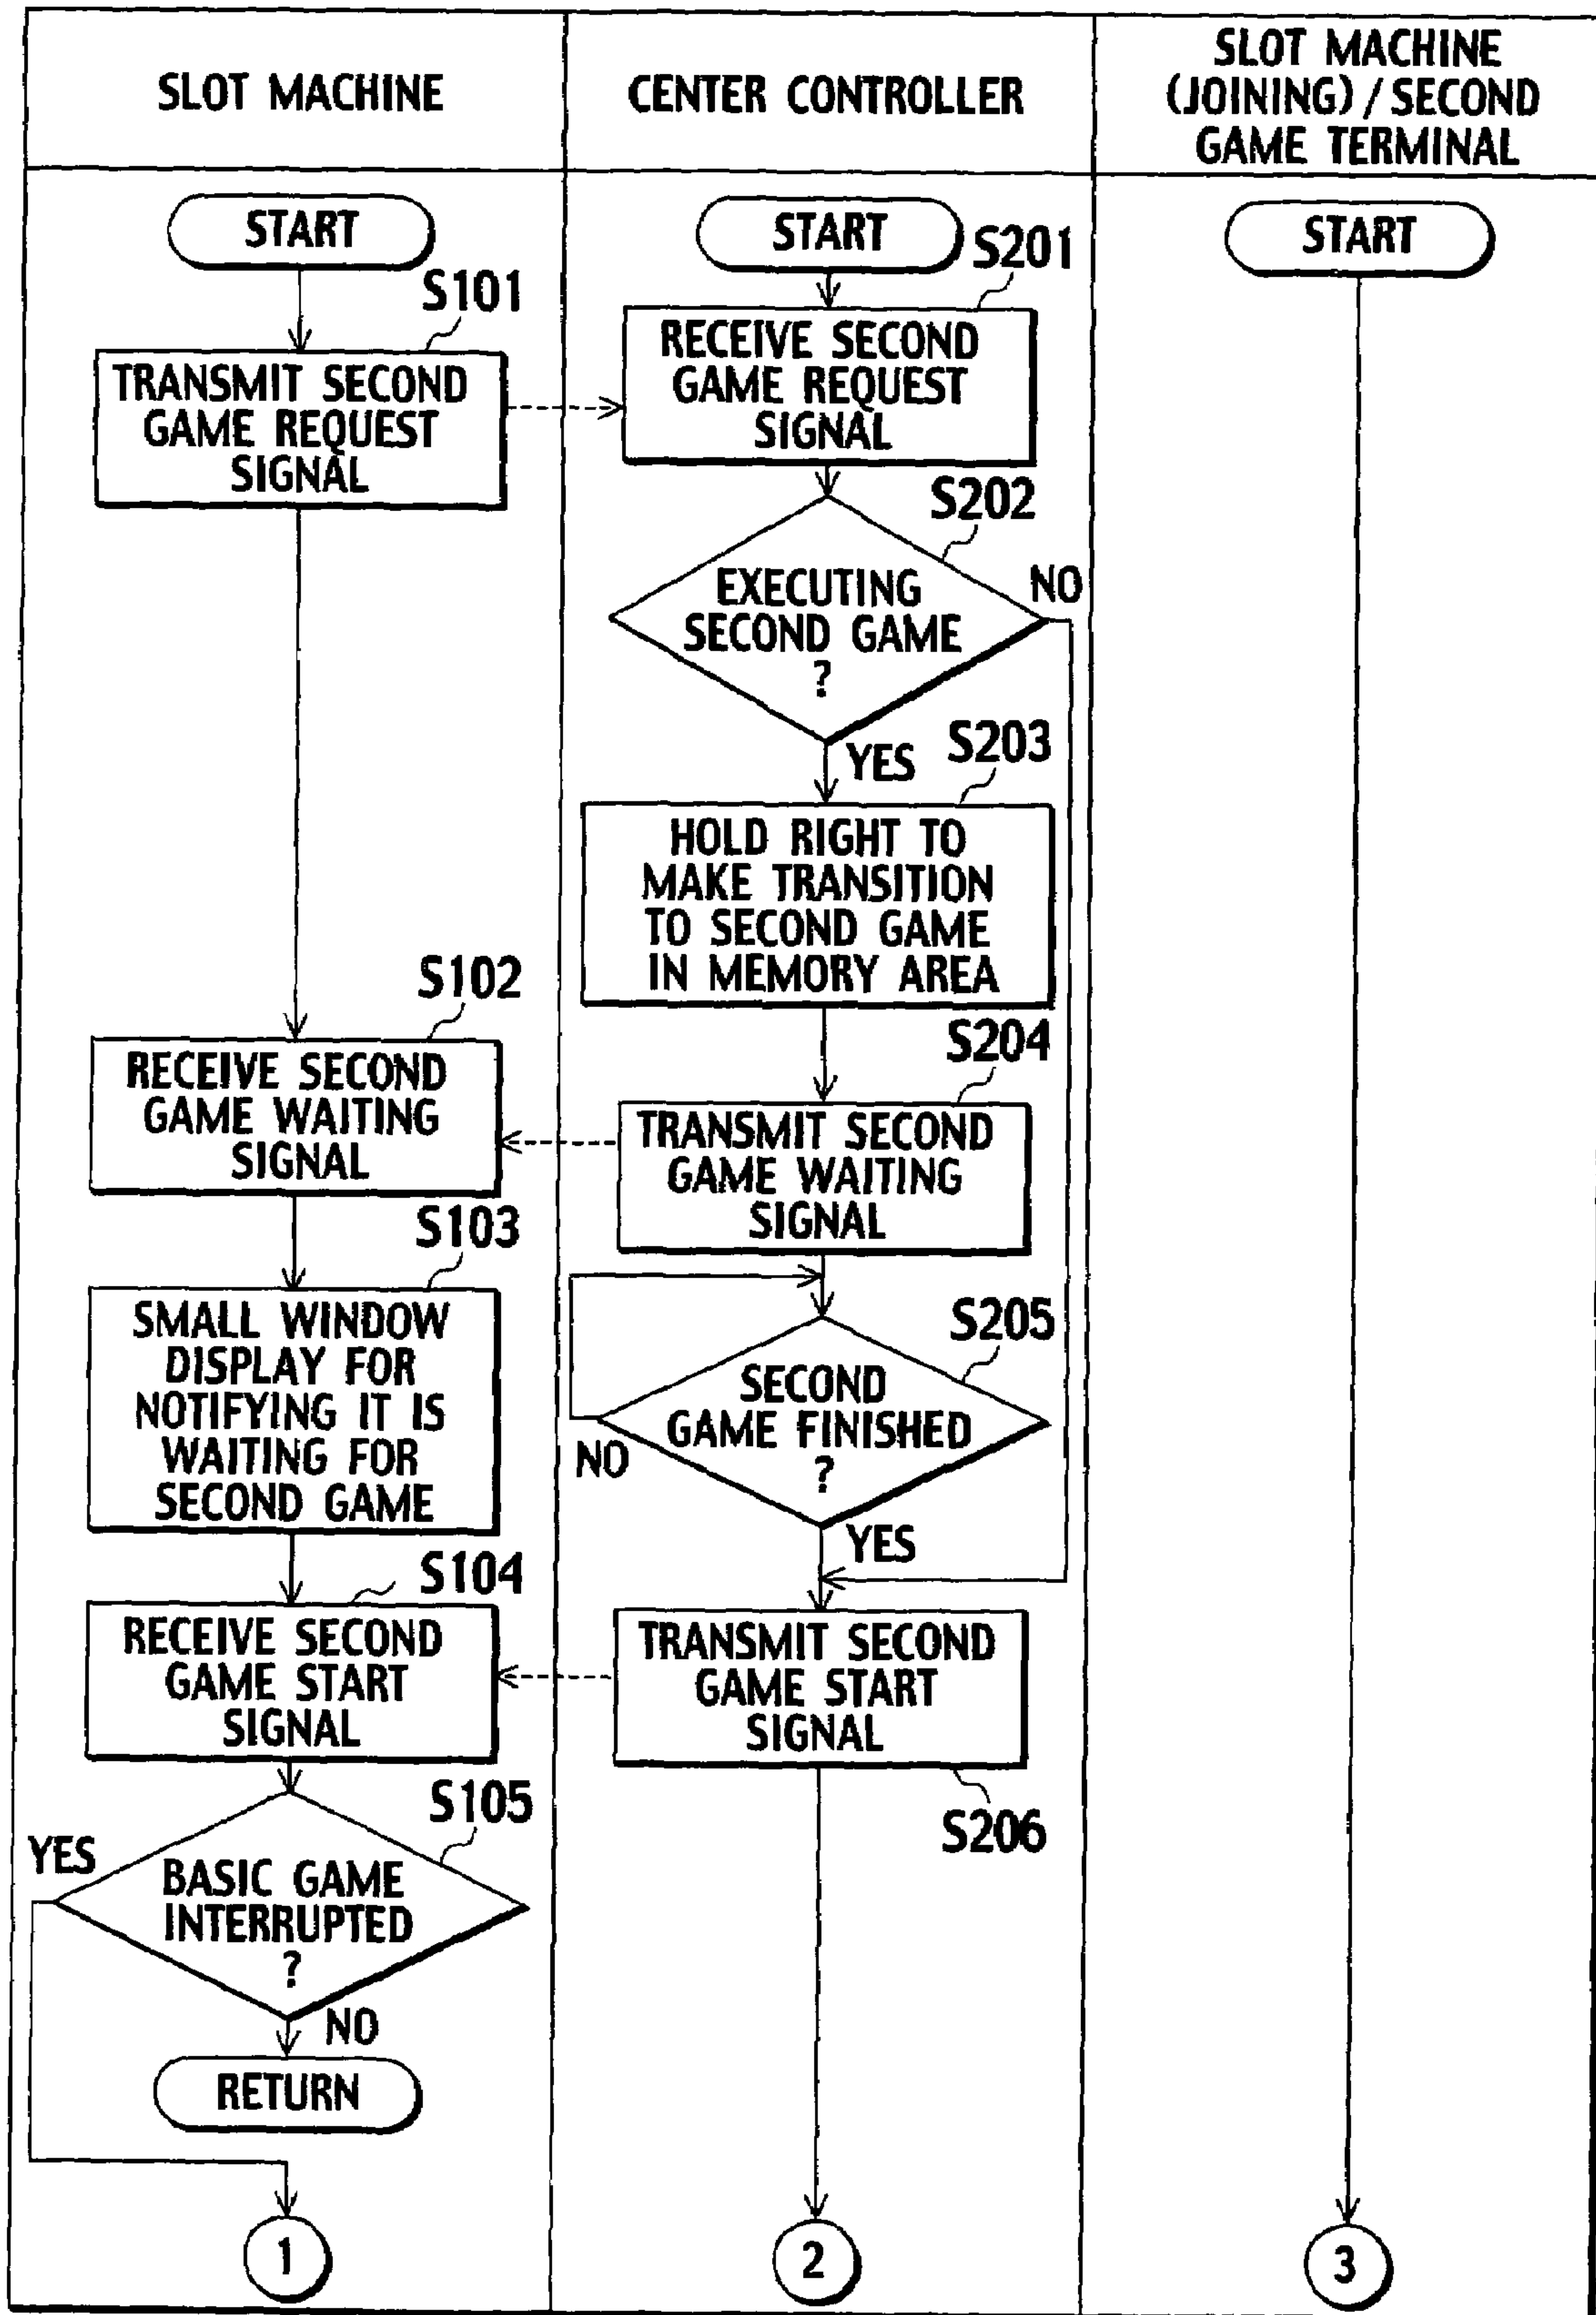 SLOT MACHINE
CENTER CONTROLLER
SLOT MACHINE
(JOINING)/SECOND
GAME TERMINAL
START
S101
TRANSMIT SECOND
GAME REQUEST
SIGNAL
S102
RECEIVE SECOND
GAME WAITING
SIGNAL
S103
SMALL WINDOW
DISPLAY FOR
NOTIFYING IT IS
WAITING FOR
SECOND GAME
S104
RECEIVE SECOND
GAME START
SIGNAL
S105
YES
BASIC GAME
INTERRUPTED
?
NO
RETURN
1
START
S201
RECEIVE SECOND
GAME REQUEST
SIGNAL
S202
EXECUTING
SECOND GAME
?
NO
YES
S203
HOLD RIGHT TO
MAKE TRANSITION
TO SECOND GAME
IN MEMORY AREA
S204
TRANSMIT SECOND
GAME WAITING
SIGNAL
S205
SECOND
GAME FINISHED
?
NO
YES
TRANSMIT SECOND
GAME START
SIGNAL
S206
2
START
3